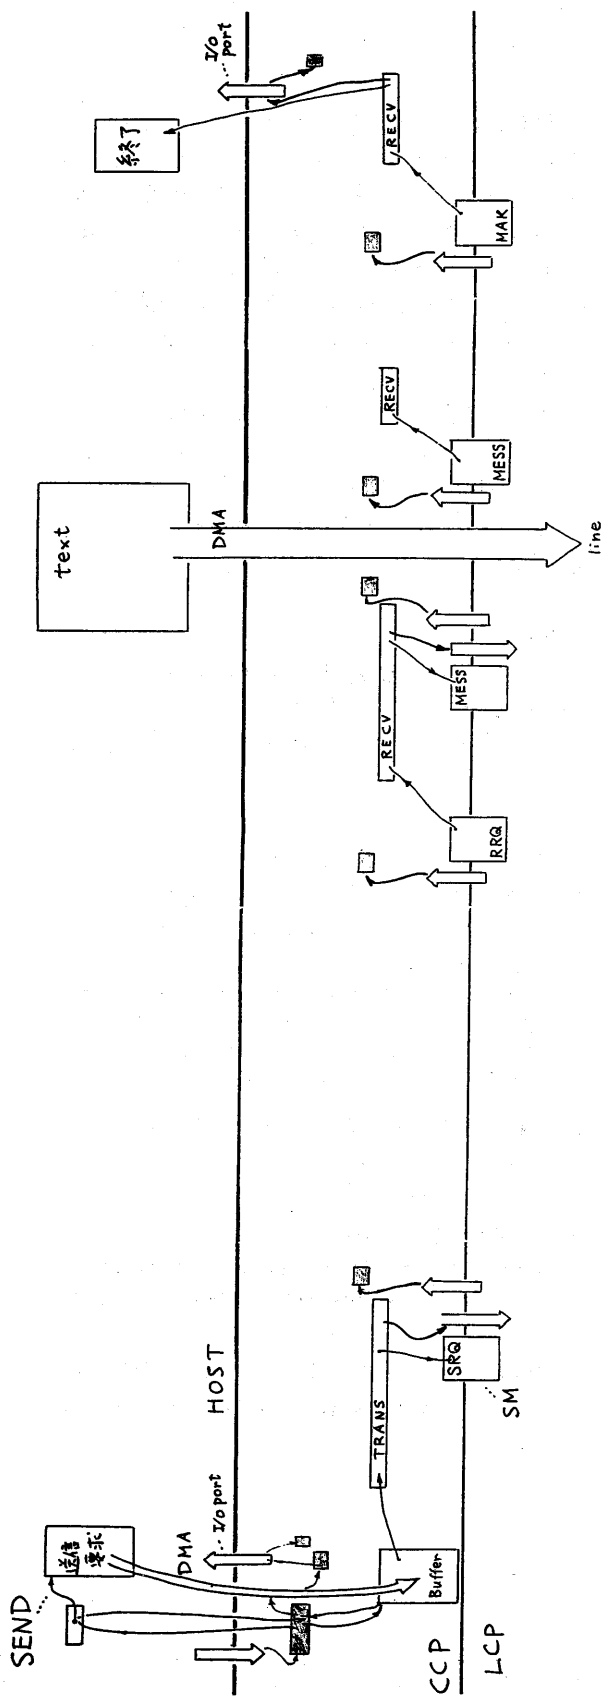 SEND
送信
要求
DMA
I/O port
HOST
Buffer
CCP
LCP
TRANS
SRQ
SM
RRQ
RECV
MESS
text
DMA
line
MESS
RECV
MAK
RECV
終了
I/O
port